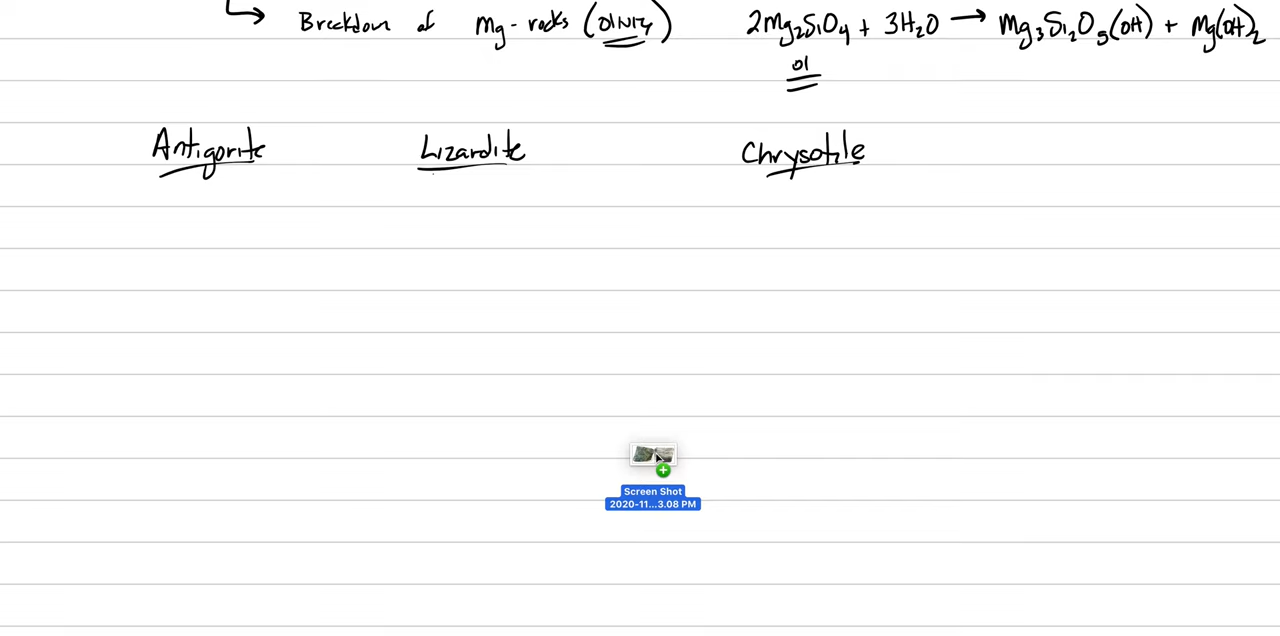 Breakdown of Mg-rocks (Olivine) 2Mg₂SiO₄ + 3H₂O → Mg₃Si₂O₅(OH) + Mg(OH)₂
ol
Antigorite Lizardite Chrysotile
Screen Shot
2020-11...3.08 PM